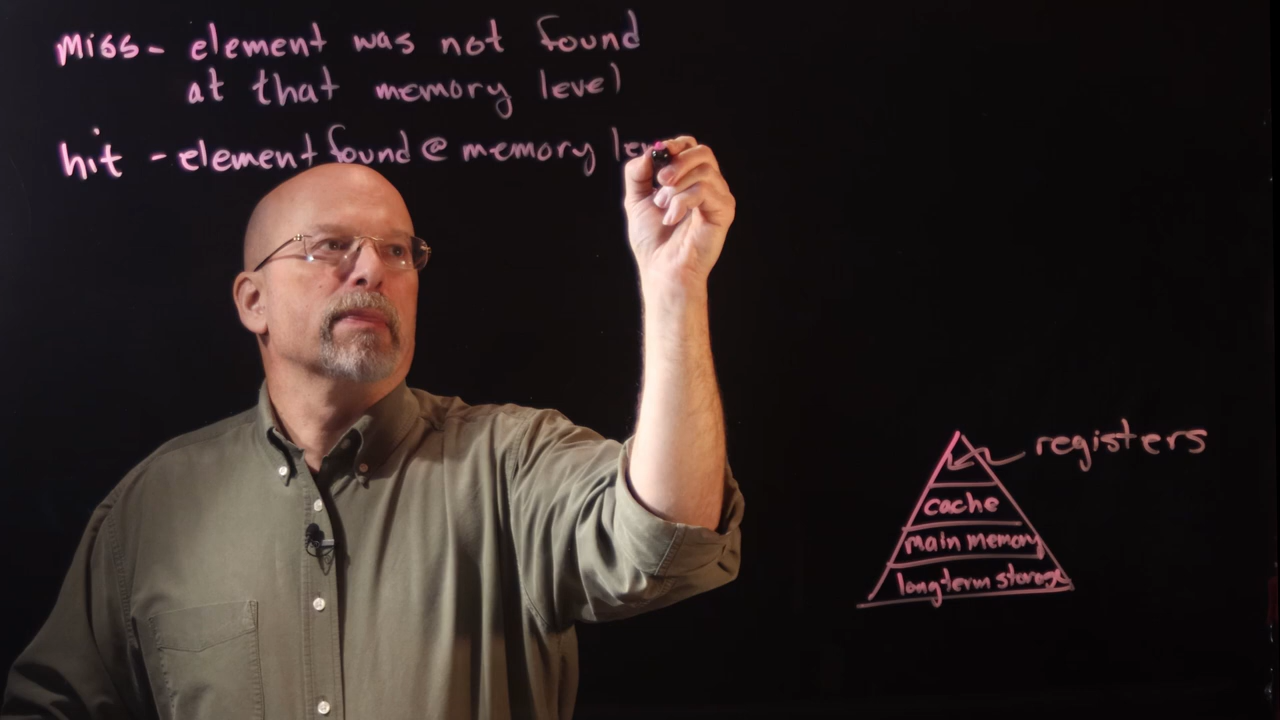 miss - element was not found
at that memory level
hit - element found @ memory lev
registers
cache
main memory
long term storage